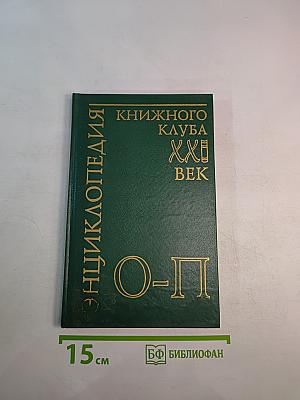 ЭНЦИКЛОПЕДИЯ
КНИЖНОГО
КЛУБА
XXI
ВЕК
О-П
15 см
БФ БИБЛИОФАН